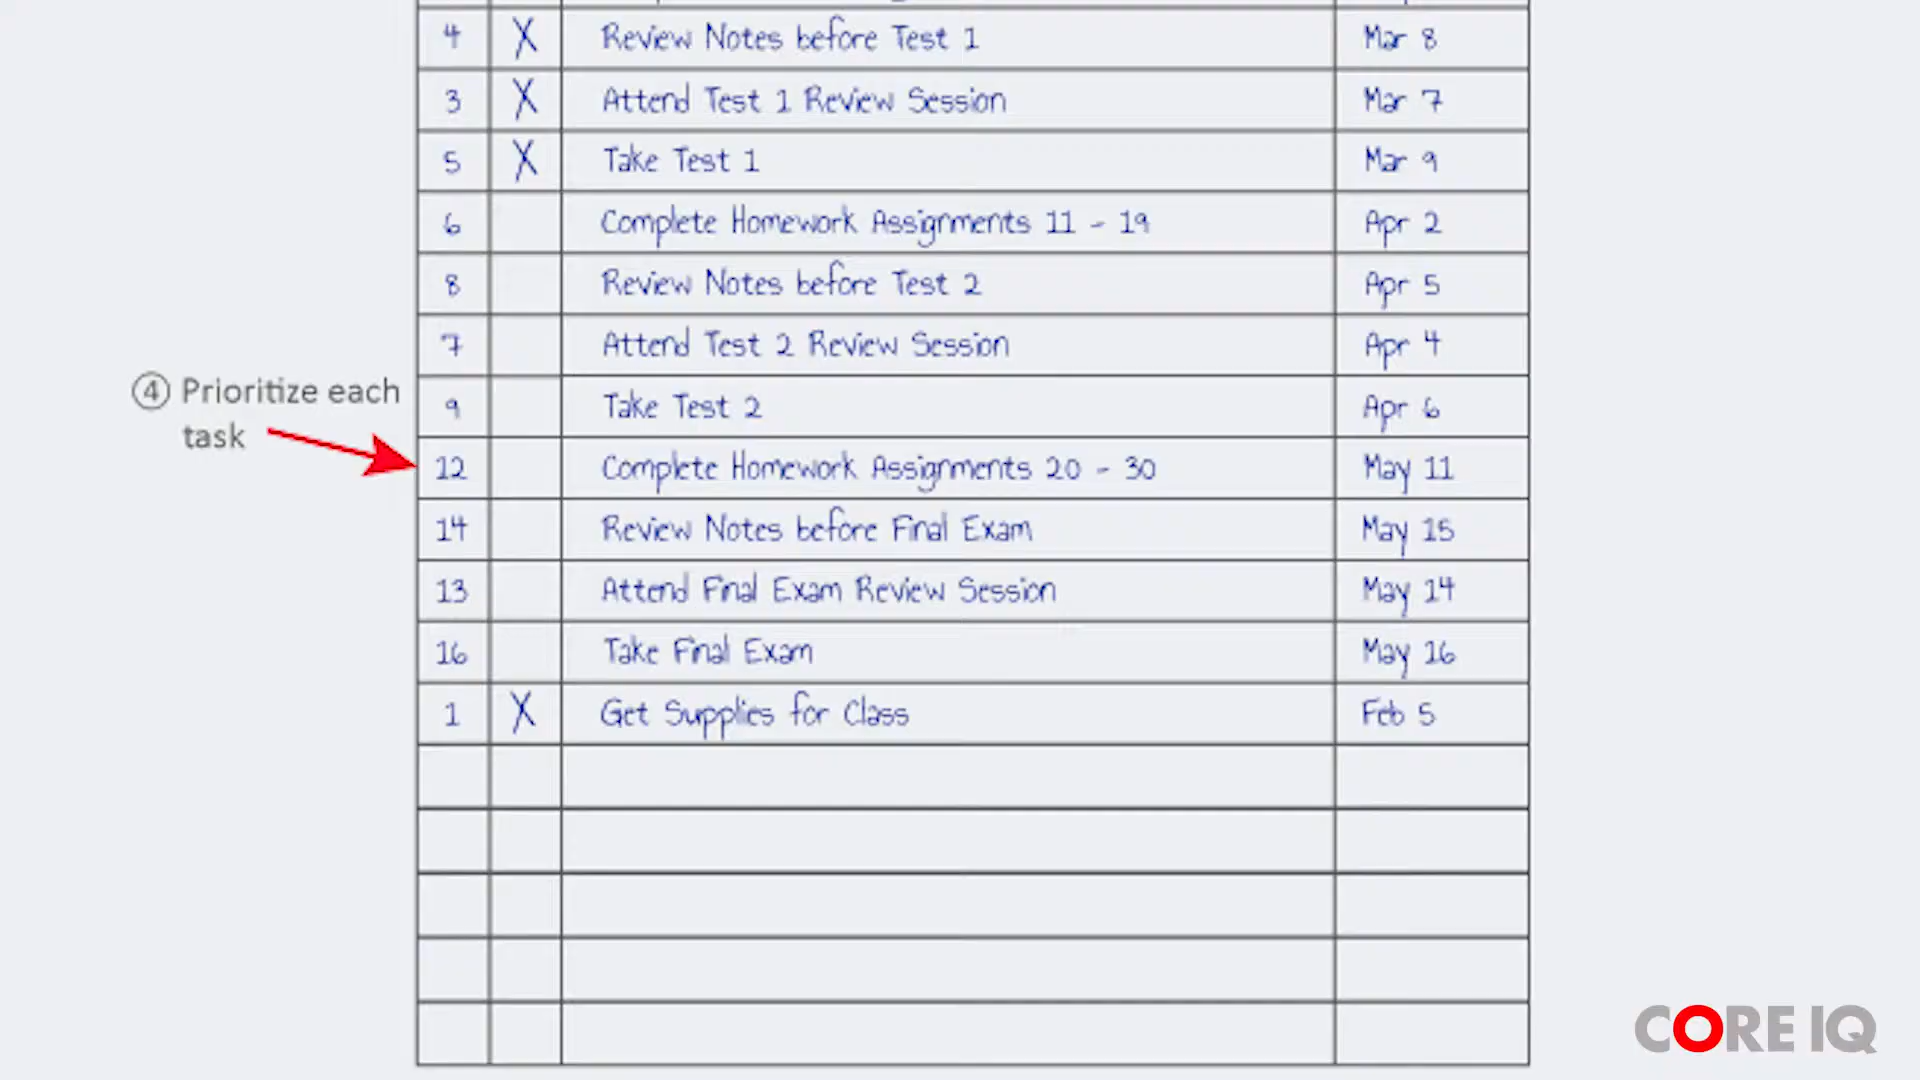 4 X Review Notes before Test 1 Mar 8
3 X Attend Test 1 Review Session Mar 7
5 X Take Test 1 Mar 9
6 Complete Homework Assignments 11 - 19 Apr 2
8 Review Notes before Test 2 Apr 5
7 Attend Test 2 Review Session Apr 4
9 Take Test 2 Apr 6
④ Prioritize each
task
12 Complete Homework Assignments 20 - 30 May 11
14 Review Notes before Final Exam May 15
13 Attend Final Exam Review Session May 14
16 Take Final Exam May 16
1 X Get Supplies for Class Feb 5
CORE IQ